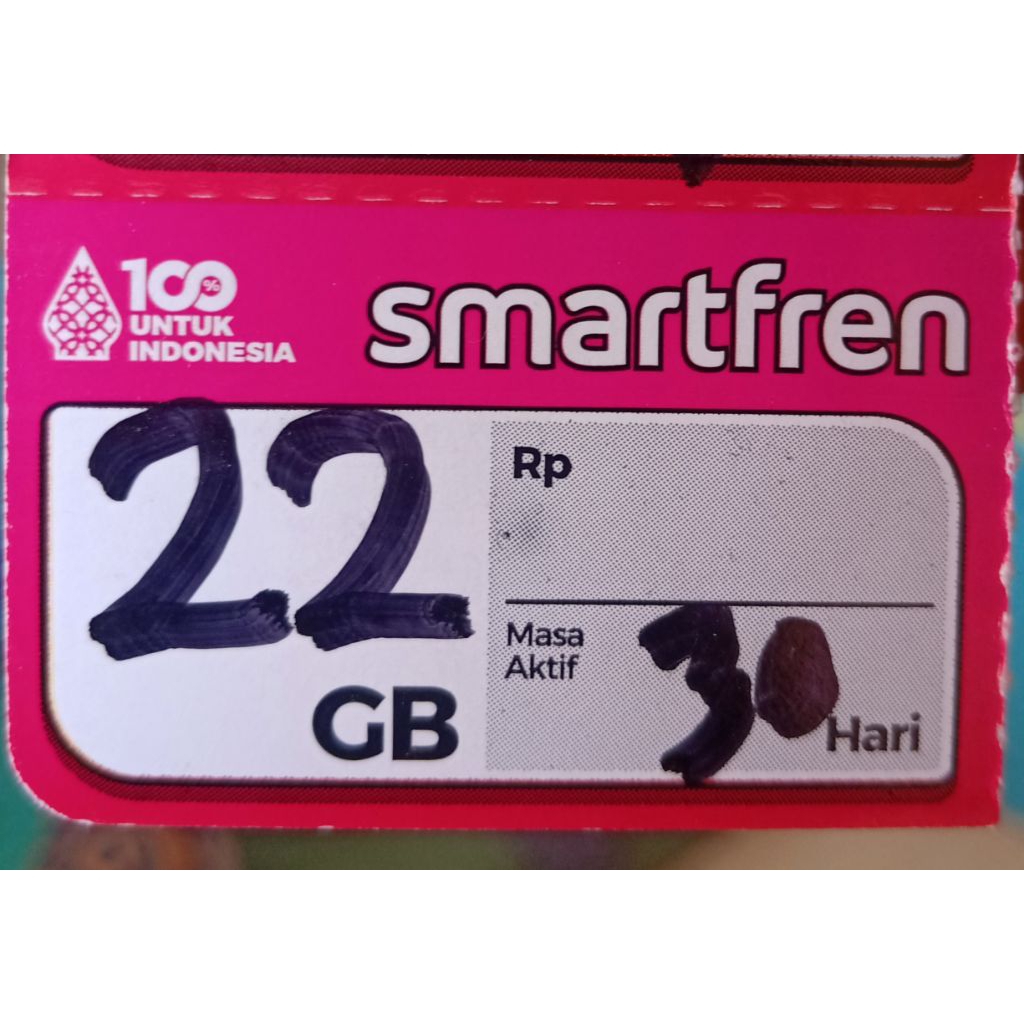 100%
UNTUK
INDONESIA
smartfren
22
GB
Rp
Masa
Aktif
30
Hari